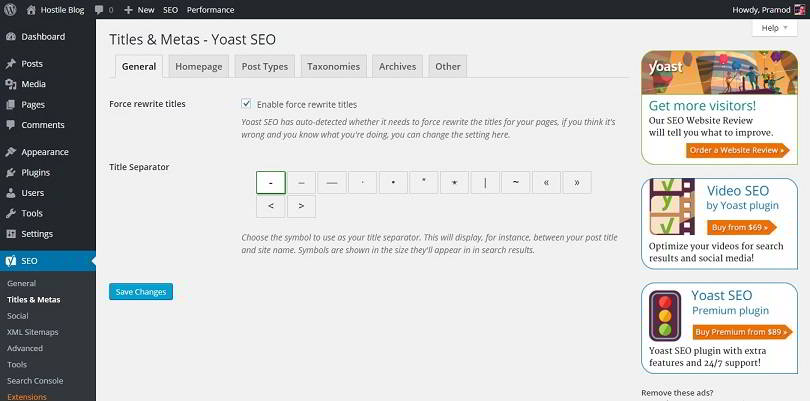 Hostile Blog 0 + New SEO Performance Howdy, Pramod
Help
Dashboard
Posts
Media
Pages
Comments
Appearance
Plugins
Users
Tools
Settings
SEO
General
Titles & Metas
Social
XML Sitemaps
Advanced
Tools
Search Console
Extensions
Titles & Metas - Yoast SEO
General Homepage Post Types Taxonomies Archives Other
Force rewrite titles
Enable force rewrite titles
Yoast SEO has auto-detected whether it needs to force rewrite the titles for your pages, if you think it's
wrong and you know what you're doing, you can change the setting here.
Title Separator
- – — · • * ⋆ | ~ « »
< >
Choose the symbol to use as your title separator. This will display, for instance, between your post title
and site name. Symbols are shown in the size they'll appear in in search results.
Save Changes
yoast
Get more visitors!
Our SEO Website Review
will tell you what to improve.
Order a Website Review »
Video SEO
by Yoast plugin
Buy from $69 »
Optimize your videos for search
results and social media!
Yoast SEO
Premium plugin
Buy Premium from $89 »
Yoast SEO plugin with extra
features and 24/7 support!
Remove these ads?